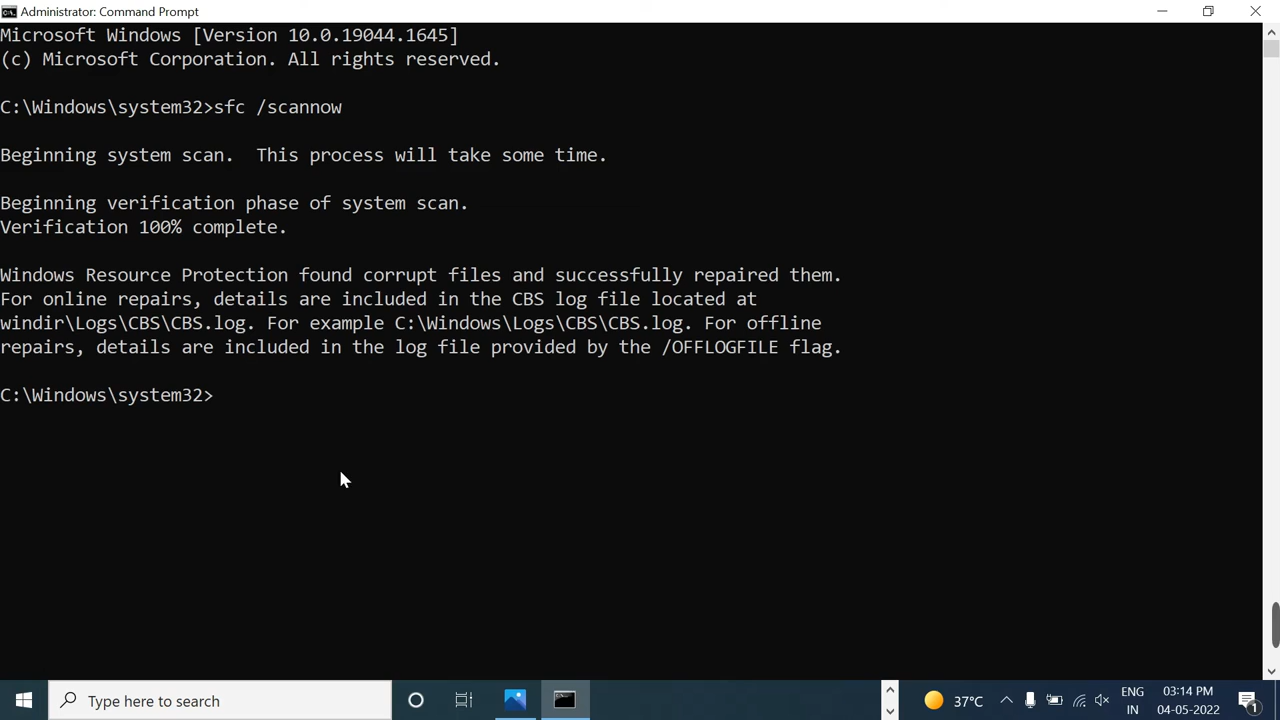 Administrator: Command Prompt
Microsoft Windows [Version 10.0.19044.1645]
(c) Microsoft Corporation. All rights reserved.
C:\Windows\system32>sfc /scannow
Beginning system scan.  This process will take some time.
Beginning verification phase of system scan.
Verification 100% complete.
Windows Resource Protection found corrupt files and successfully repaired them.
For online repairs, details are included in the CBS log file located at
windir\Logs\CBS\CBS.log. For example C:\Windows\Logs\CBS\CBS.log. For offline
repairs, details are included in the log file provided by the /OFFLOGFILE flag.
C:\Windows\system32>
Type here to search
37°C
ENG
IN
03:14 PM
04-05-2022
1